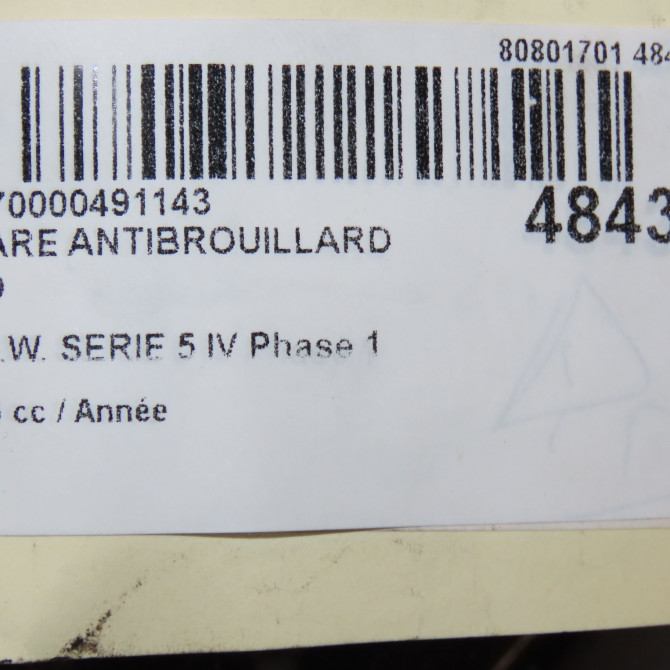 80801701 484
70000491143
4843
ARE ANTIBROUILLARD
.W. SERIE 5 IV Phase 1
cc / Année